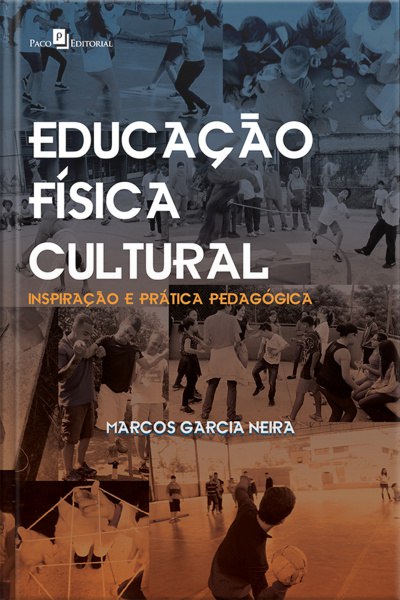 PACO EDITORIAL
EDUCAÇÃO
FÍSICA
CULTURAL
INSPIRAÇÃO E PRÁTICA PEDAGÓGICA
MARCOS GARCIA NEIRA